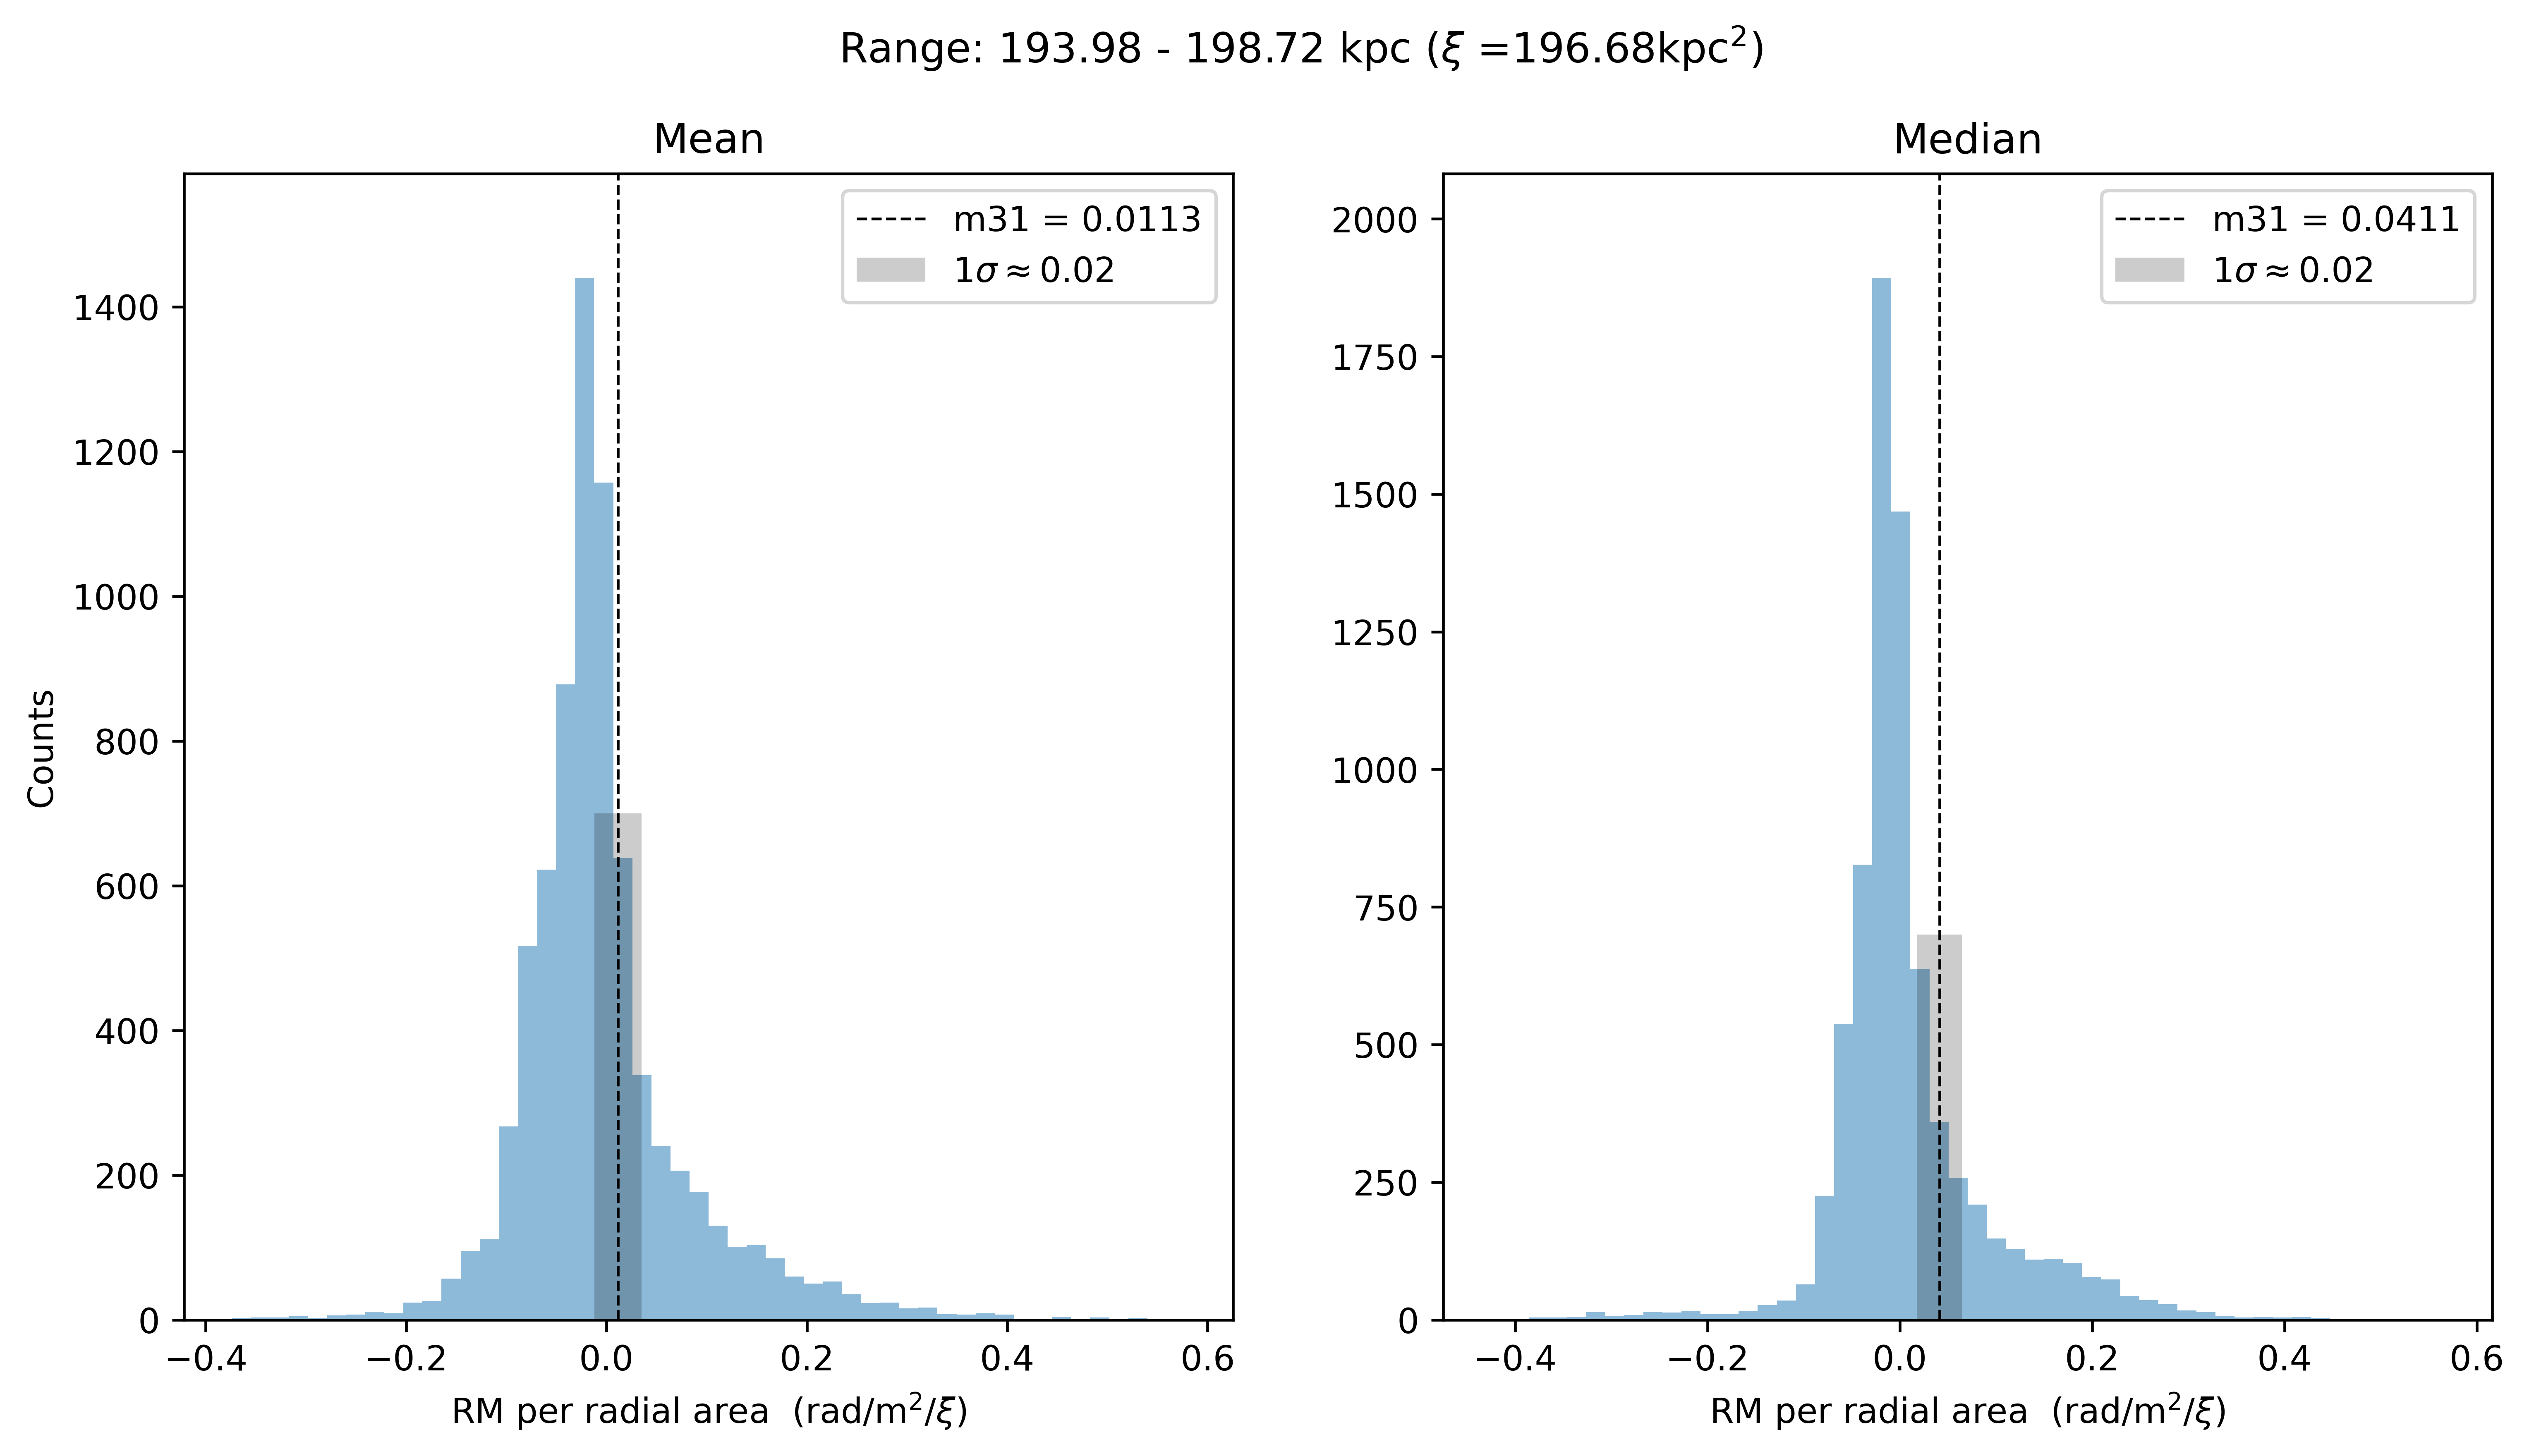 Range: 193.98 - 198.72 kpc (ξ =196.68kpc²)
Mean
m31 = 0.0113
1σ≈0.02
Counts
1400
1200
1000
800
600
400
200
0
−0.4 −0.2 0.0 0.2 0.4 0.6
RM per radial area (rad/m²/ξ)
Median
m31 = 0.0411
1σ≈0.02
2000
1750
1500
1250
1000
750
500
250
0
−0.4 −0.2 0.0 0.2 0.4 0.6
RM per radial area (rad/m²/ξ)